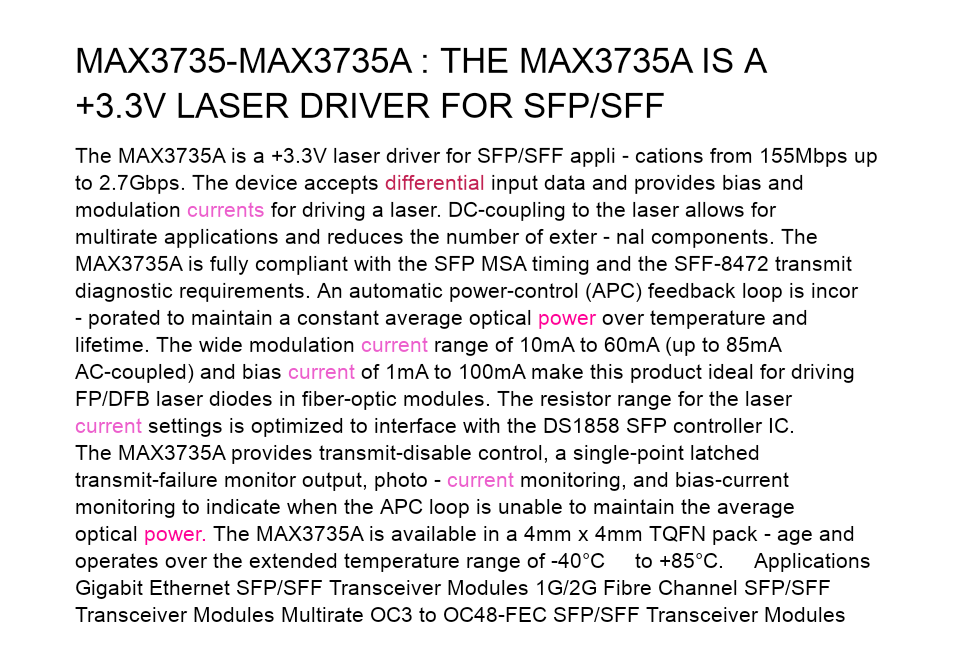 MAX3735-MAX3735A : THE MAX3735A IS A
+3.3V LASER DRIVER FOR SFP/SFF
The MAX3735A is a +3.3V laser driver for SFP/SFF appli - cations from 155Mbps up
to 2.7Gbps. The device accepts differential input data and provides bias and
modulation currents for driving a laser. DC-coupling to the laser allows for
multirate applications and reduces the number of exter - nal components. The
MAX3735A is fully compliant with the SFP MSA timing and the SFF-8472 transmit
diagnostic requirements. An automatic power-control (APC) feedback loop is incor
- porated to maintain a constant average optical power over temperature and
lifetime. The wide modulation current range of 10mA to 60mA (up to 85mA
AC-coupled) and bias current of 1mA to 100mA make this product ideal for driving
FP/DFB laser diodes in fiber-optic modules. The resistor range for the laser
current settings is optimized to interface with the DS1858 SFP controller IC.
The MAX3735A provides transmit-disable control, a single-point latched
transmit-failure monitor output, photo - current monitoring, and bias-current
monitoring to indicate when the APC loop is unable to maintain the average
optical power. The MAX3735A is available in a 4mm x 4mm TQFN pack - age and
operates over the extended temperature range of -40°C to +85°C. Applications
Gigabit Ethernet SFP/SFF Transceiver Modules 1G/2G Fibre Channel SFP/SFF
Transceiver Modules Multirate OC3 to OC48-FEC SFP/SFF Transceiver Modules